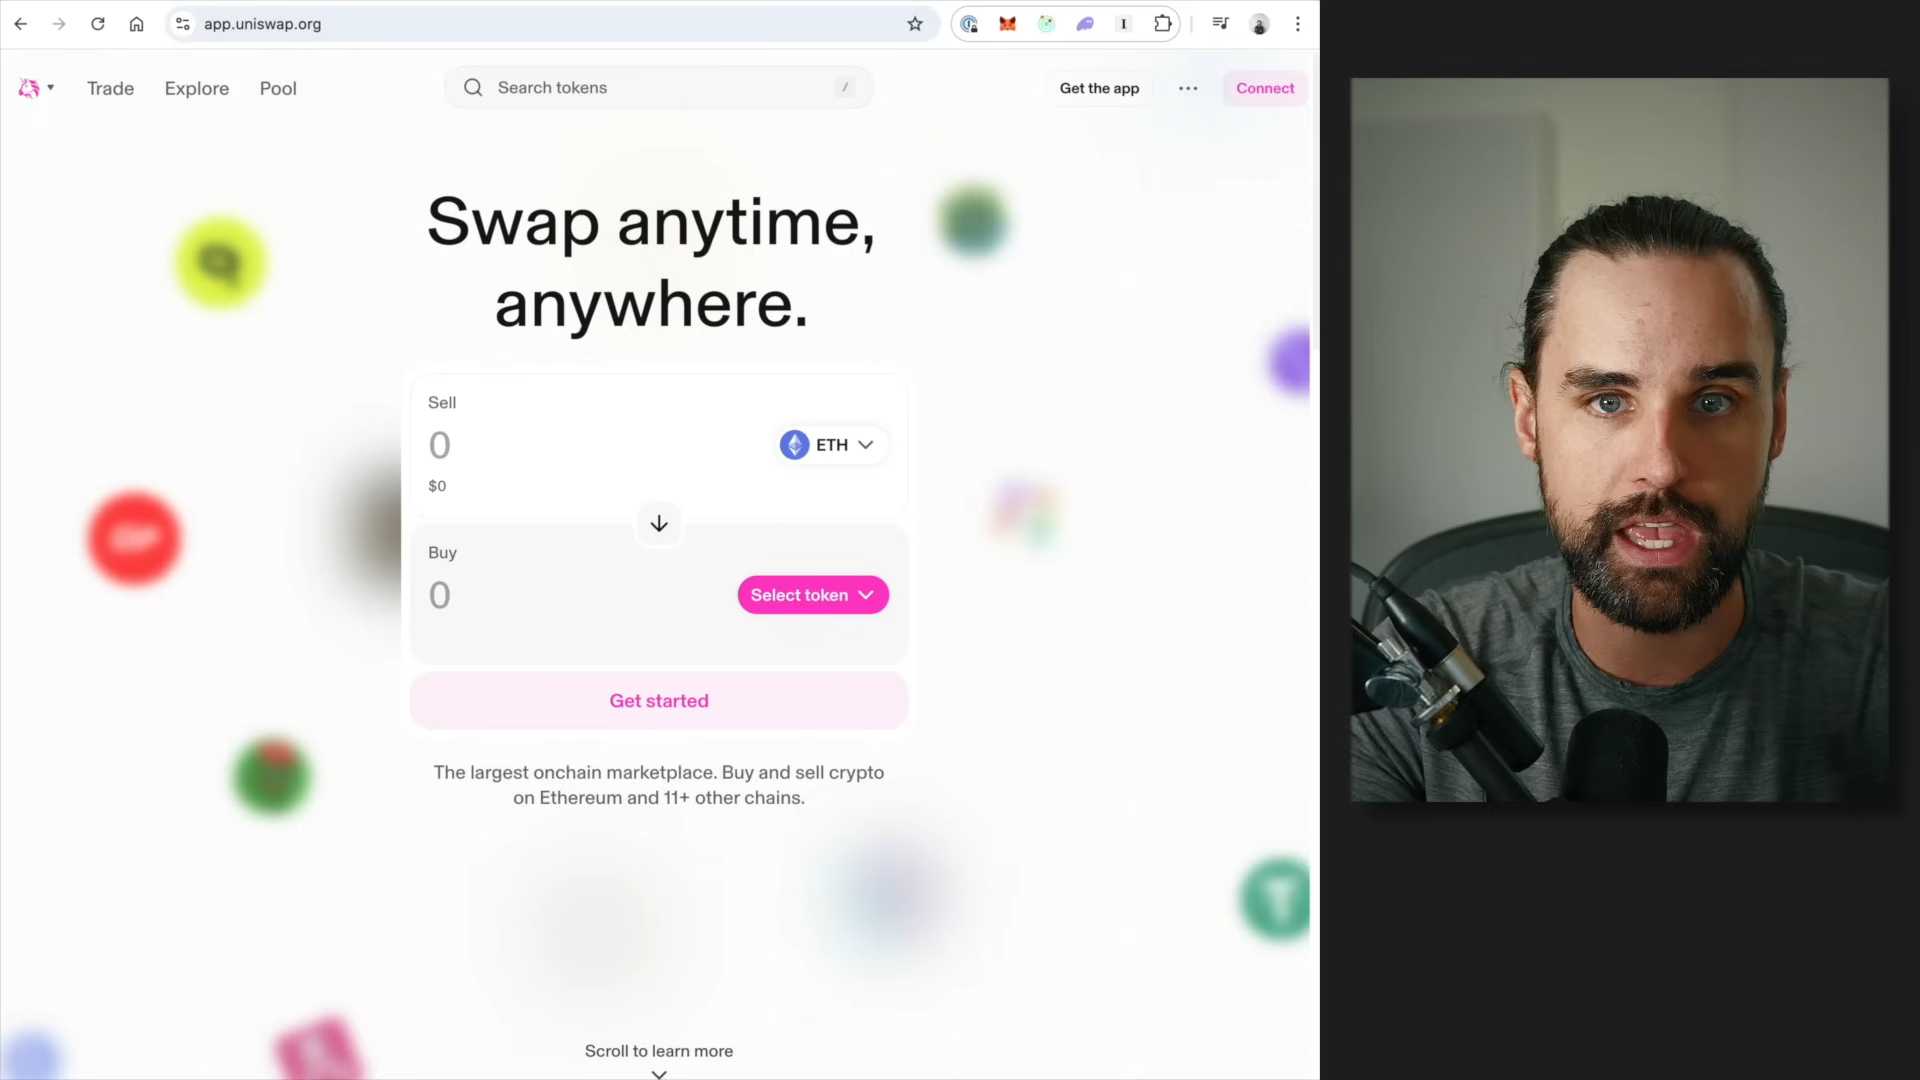 app.uniswap.org
Trade
Explore
Pool
Search tokens
/
Get the app
Connect
Swap anytime,
anywhere.
Sell
0
ETH
$0
Buy
0
Select token
Get started
The largest onchain marketplace. Buy and sell crypto
on Ethereum and 11+ other chains.
Scroll to learn more